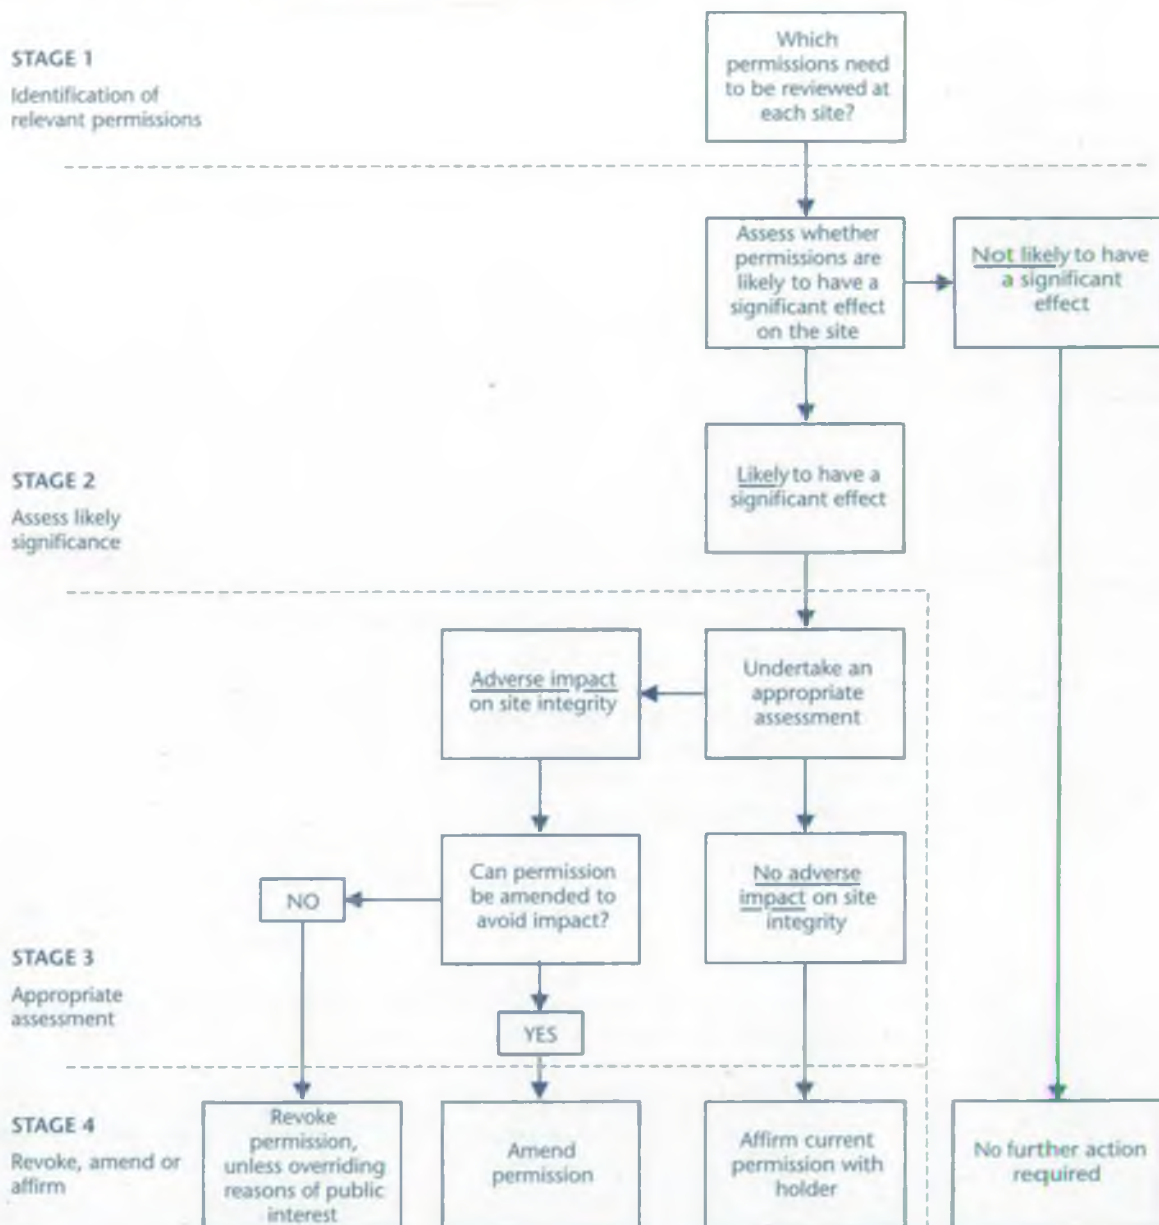 STAGE 1
Identification of
relevant permissions
Which
permissions need
to be reviewed at
each site?
Assess whether
permissions are
likely to have a
significant effect
on the site
Not likely to have
a significant
effect
STAGE 2
Assess likely
significance
Likely to have a
significant effect
Adverse impact
on site integrity
Undertake an
appropriate
assessment
NO
Can permission
be amended to
avoid impact?
No adverse
impact on site
integrity
STAGE 3
Appropriate
assessment
YES
STAGE 4
Revoke, amend or
affirm
Revoke
permission,
unless overriding
reasons of public
interest
Amend
permission
Affirm current
permission with
holder
No further action
required